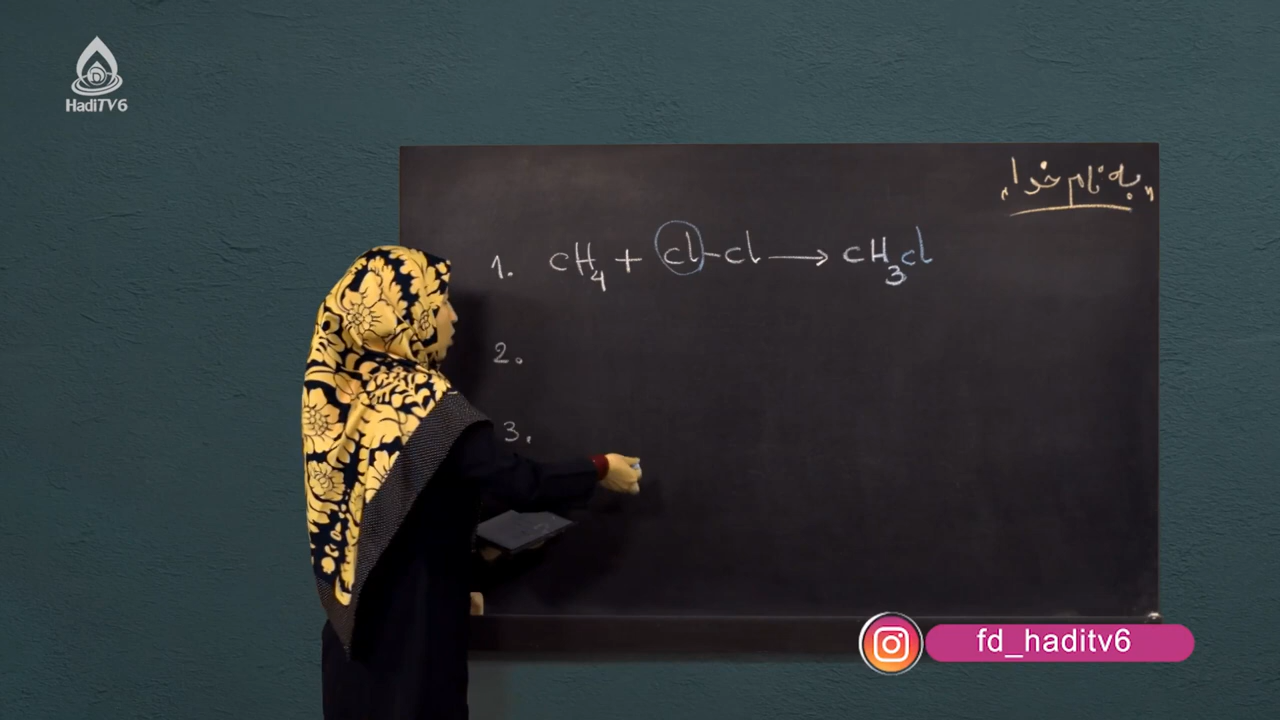 HadiTV6
"به نام خدا"
1. CH4 + Cl-Cl → CH3Cl
2.
3.
fd_haditv6